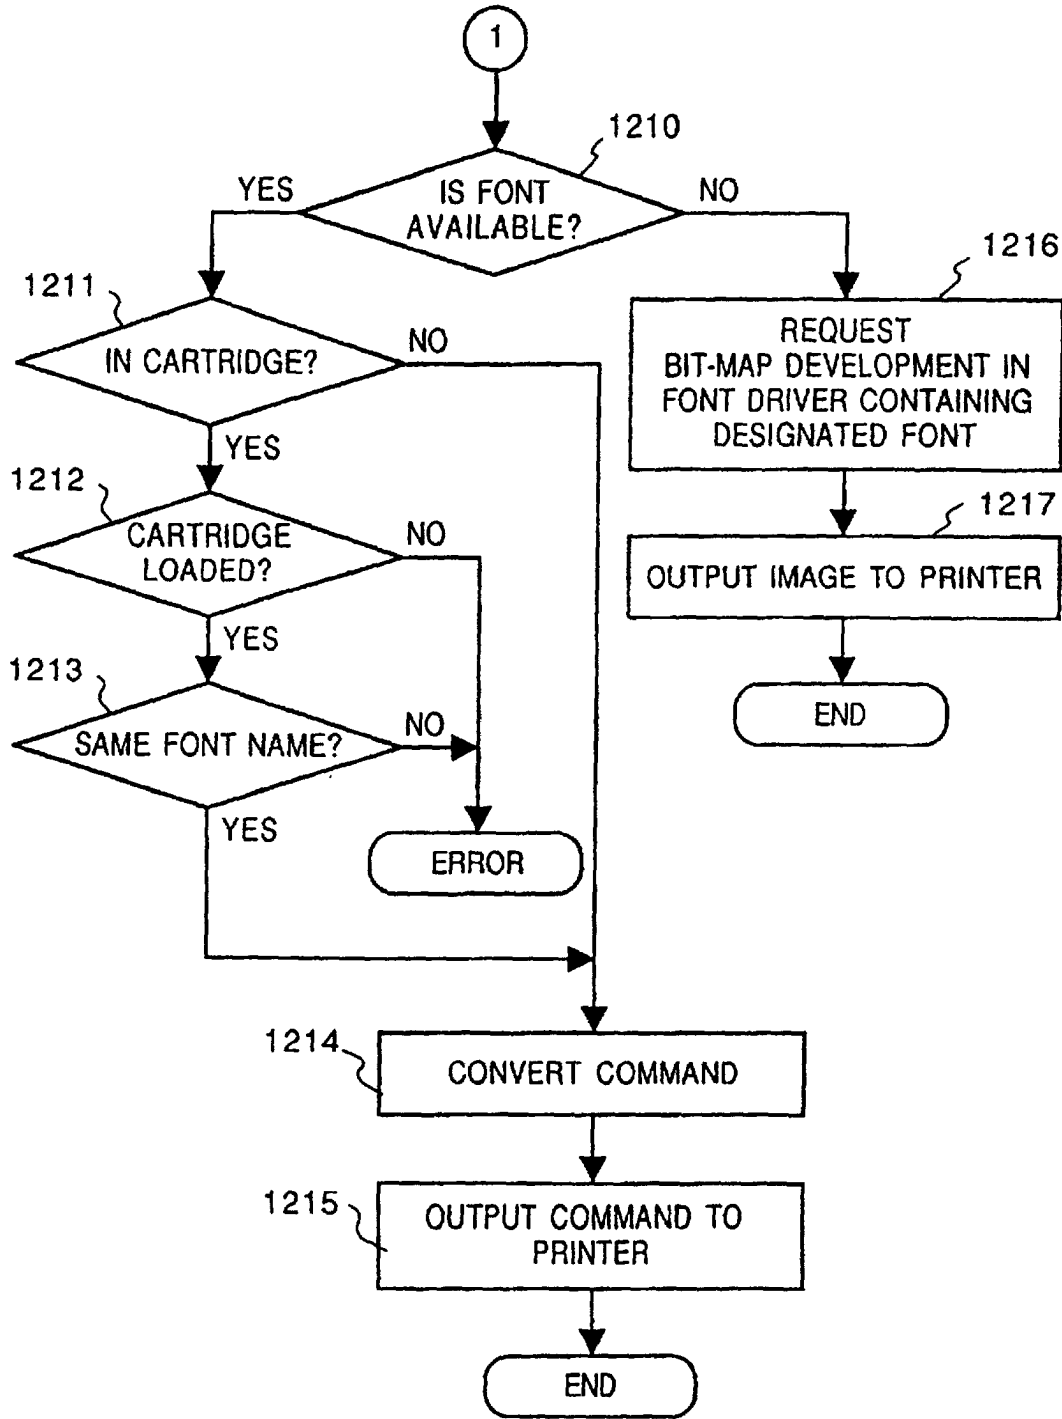 1
1210
YES
IS FONT
AVAILABLE?
NO
1211
IN CARTRIDGE?
NO
1216
REQUEST
BIT-MAP DEVELOPMENT IN
FONT DRIVER CONTAINING
DESIGNATED FONT
YES
1212
CARTRIDGE
LOADED?
NO
1217
OUTPUT IMAGE TO PRINTER
YES
1213
SAME FONT NAME?
NO
END
YES
ERROR
1214
CONVERT COMMAND
1215
OUTPUT COMMAND TO
PRINTER
END